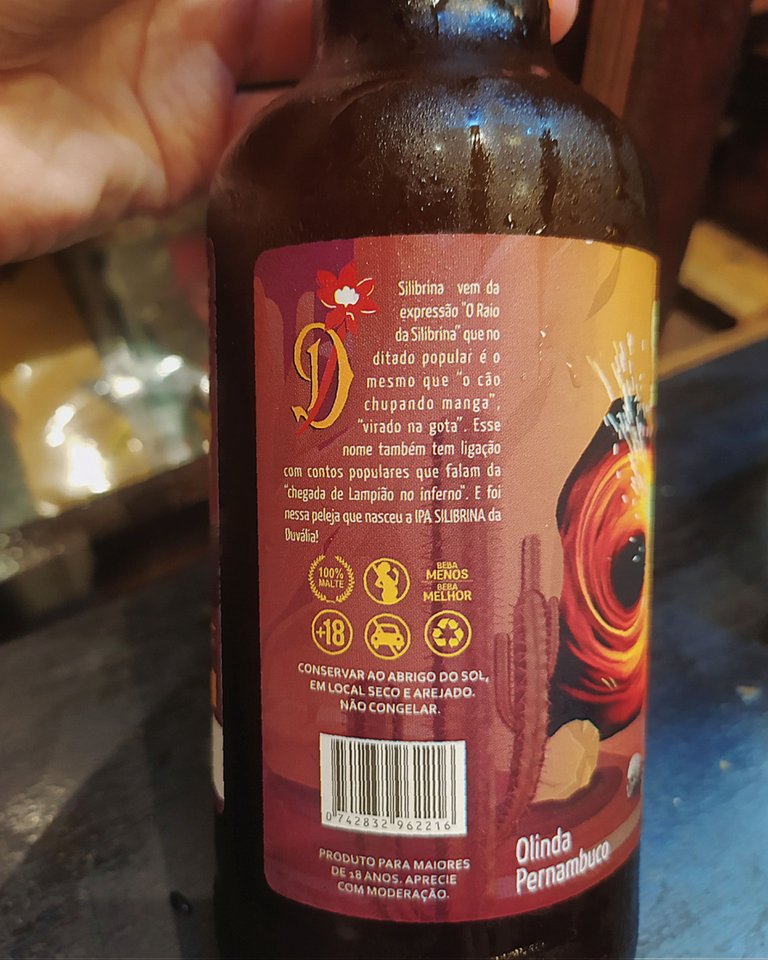 Silibrina vem da
expressão "O Raio
da Silibrina" que no
ditado popular é o
mesmo que "o cão
chupando manga",
"virado na gota". Esse
nome também tem ligação
com contos populares que falam da
"chegada de Lampião no inferno". E foi
nessa peleja que nasceu a IPA SILIBRINA da
Duvália!
D
100%
MALTE
BEBA
MENOS
BEBA
MELHOR
+18
CONSERVAR AO ABRIGO DO SOL,
EM LOCAL SECO E AREJADO.
NÃO CONGELAR.
0 742832 962216
PRODUTO PARA MAIORES
DE 18 ANOS. APRECIE
COM MODERAÇÃO.
Olinda
Pernambuco